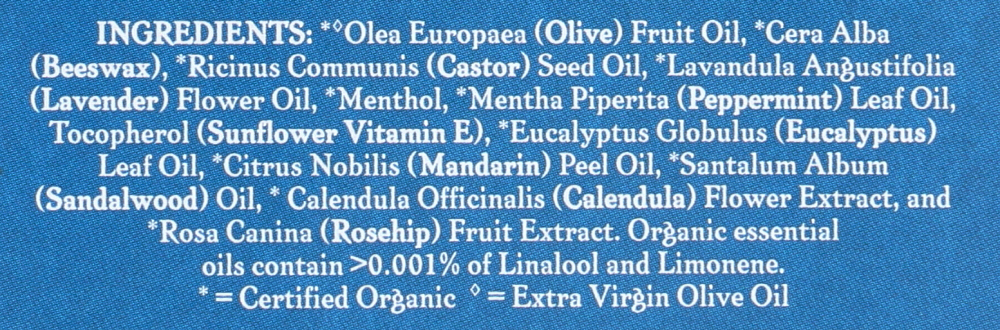 INGREDIENTS: *◊Olea Europaea (Olive) Fruit Oil, *Cera Alba
(Beeswax), *Ricinus Communis (Castor) Seed Oil, *Lavandula Angustifolia
(Lavender) Flower Oil, *Menthol, *Mentha Piperita (Peppermint) Leaf Oil,
Tocopherol (Sunflower Vitamin E), *Eucalyptus Globulus (Eucalyptus)
Leaf Oil, *Citrus Nobilis (Mandarin) Peel Oil, *Santalum Album
(Sandalwood) Oil, * Calendula Officinalis (Calendula) Flower Extract, and
*Rosa Canina (Rosehip) Fruit Extract. Organic essential
oils contain >0.001% of Linalool and Limonene.
* = Certified Organic ◊ = Extra Virgin Olive Oil